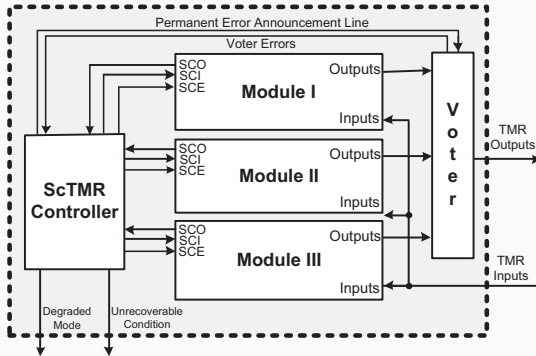 Permanent Error Announcement Line
Voter Errors
SCO
SCI
SCE
Module I
Outputs
Inputs
SCO
SCI
SCE
Module II
Outputs
Inputs
SCO
SCI
SCE
Module III
Outputs
Inputs
ScTMR
Controller
Voter
TMR
Outputs
TMR
Inputs
Degraded
Mode
Unrecoverable
Condition